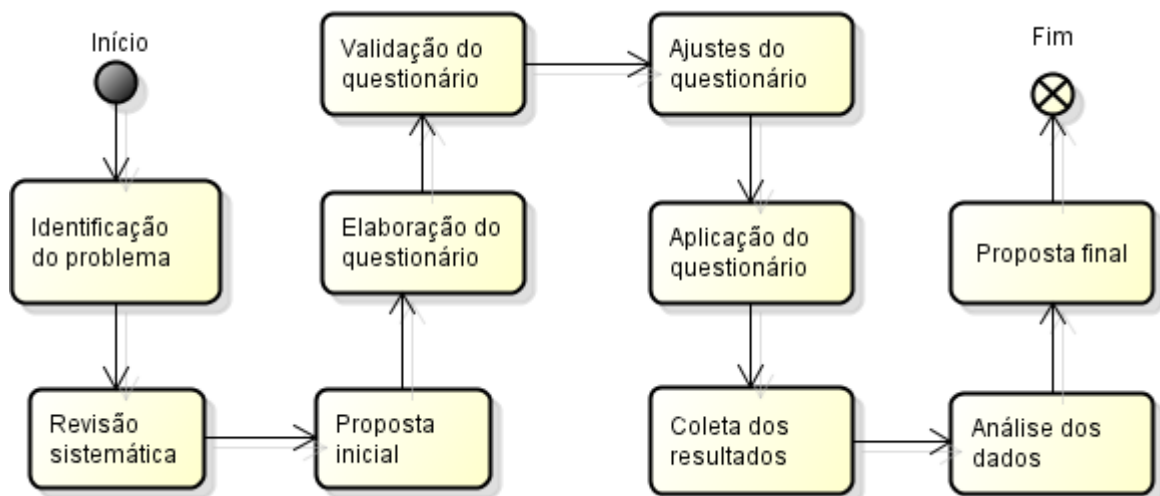 Início
Identificação
do problema
Revisão
sistemática
Proposta
inicial
Elaboração do
questionário
Validação do
questionário
Ajustes do
questionário
Aplicação do
questionário
Coleta dos
resultados
Análise dos
dados
Proposta final
Fim